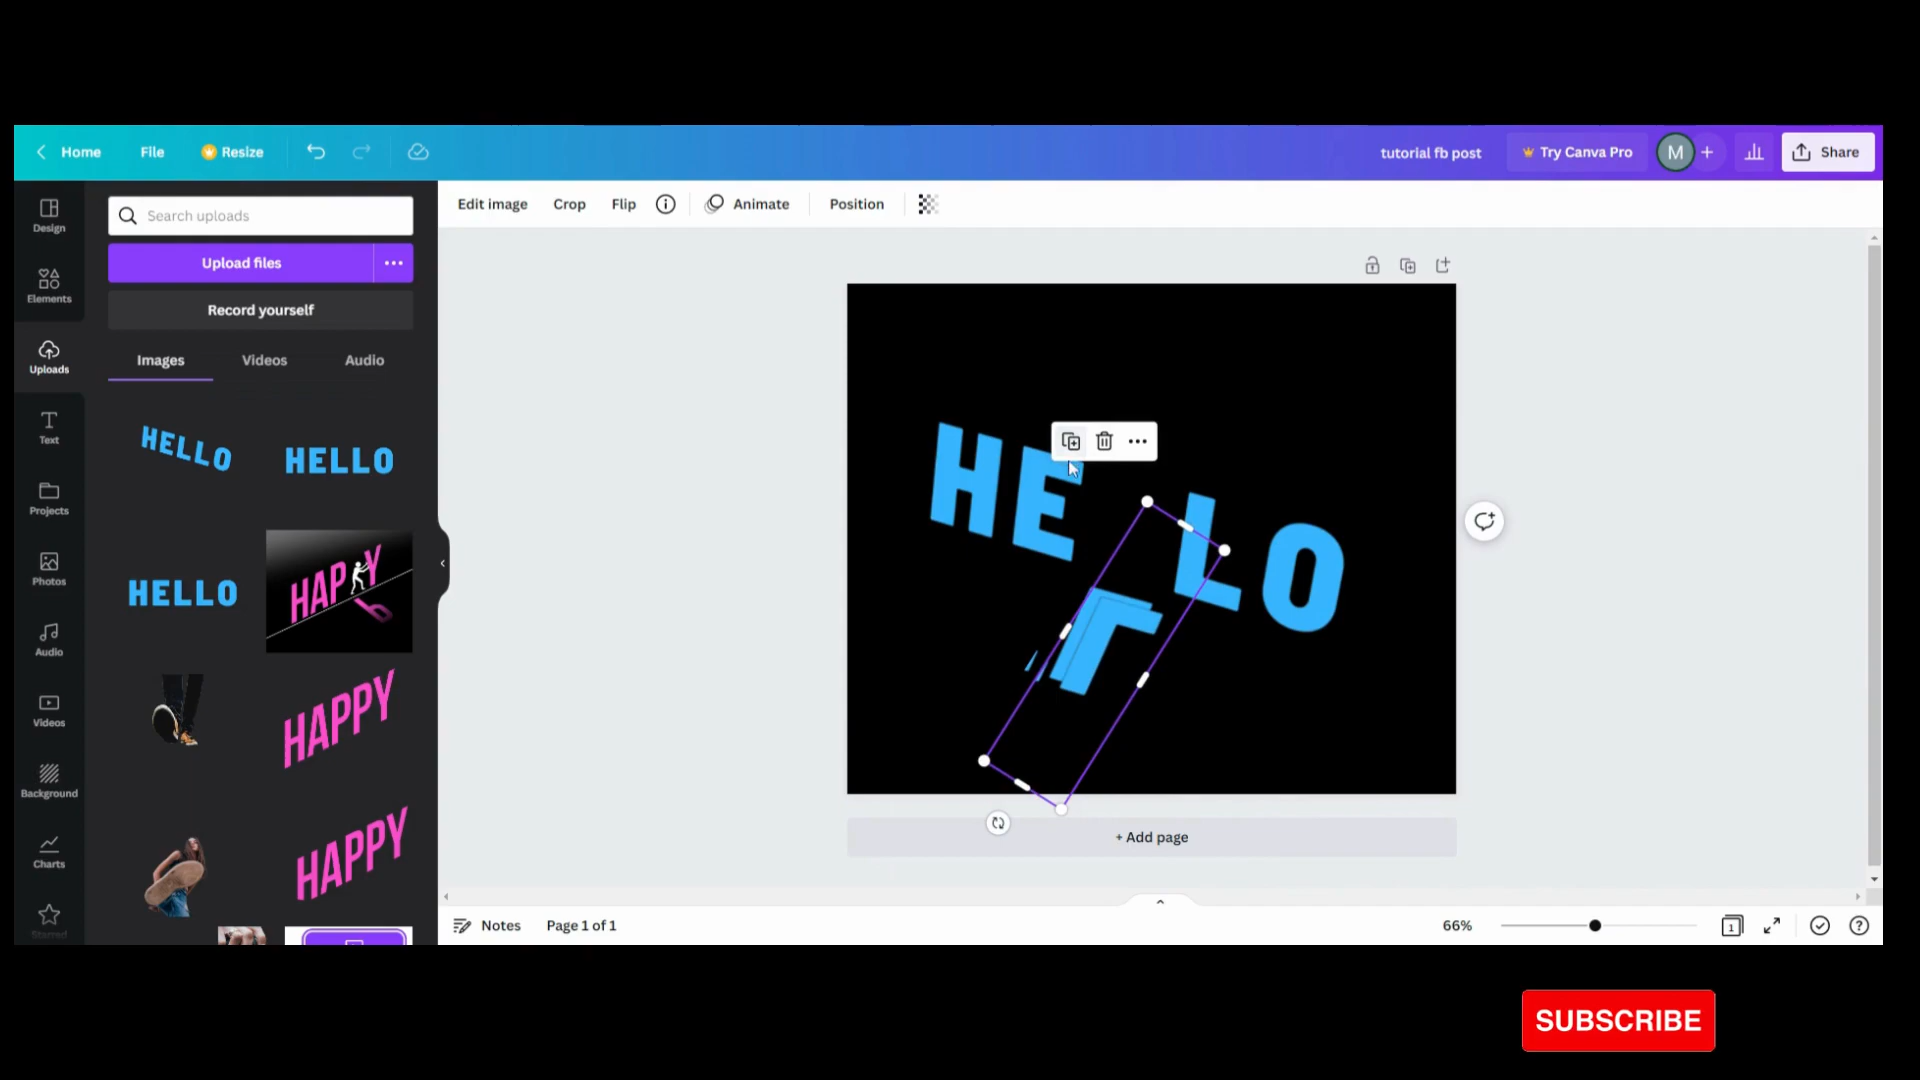 Home File Resize tutorial fb post Try Canva Pro M + Share
Design
Elements
Uploads
Text
Projects
Photos
Audio
Videos
Background
Charts
Search uploads
Upload files
Record yourself
Images Videos Audio
HELLO
HELLO
HELLO
HAPPY
HAPPY
HAPPY
Edit image Crop Flip Animate Position
HE LO
+ Add page
Notes Page 1 of 1 66% 1 ?
SUBSCRIBE